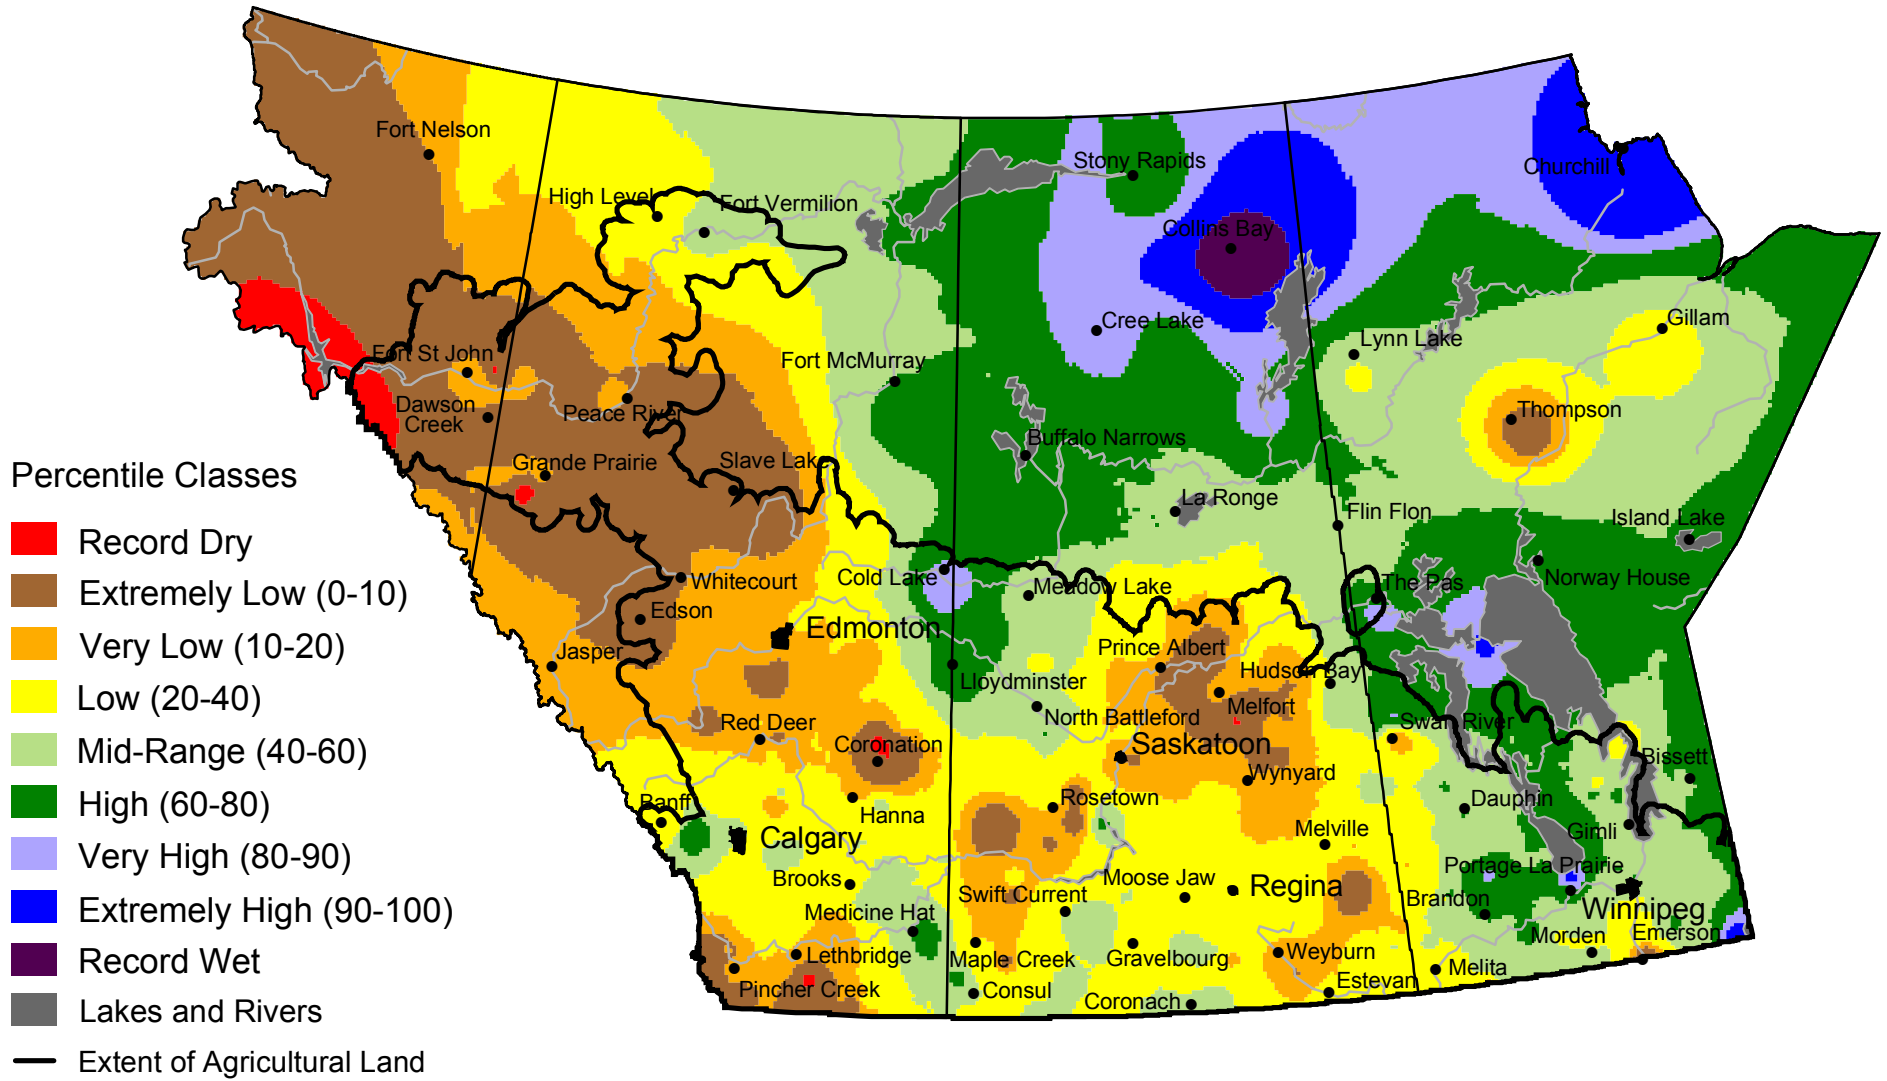 Fort Nelson
Stony Rapids
Churchill
High Level
Fort Vermilion
Collins Bay
Cree Lake
Gillam
Lynn Lake
Fort St John
Fort McMurray
Dawson
Creek
Peace River
Thompson
Buffalo Narrows
Grande Prairie
Slave Lake
La Ronge
Flin Flon
Island Lake
Whitecourt
Cold Lake
Meadow Lake
The Pas
Norway House
Edson
Edmonton
Jasper
Prince Albert
Hudson Bay
Lloydminster
Melfort
North Battleford
Red Deer
Coronation
Saskatoon
Swan River
Bissett
Wynyard
Banff
Hanna
Rosetown
Dauphin
Calgary
Melville
Gimli
Portage La Prairie
Brooks
Swift Current
Moose Jaw
Regina
Brandon
Winnipeg
Medicine Hat
Morden
Emerson
Lethbridge
Maple Creek
Gravelbourg
Weyburn
Melita
Pincher Creek
Consul
Coronach
Estevan
Percentile Classes
Record Dry
Extremely Low (0-10)
Very Low (10-20)
Low (20-40)
Mid-Range (40-60)
High (60-80)
Very High (80-90)
Extremely High (90-100)
Record Wet
Lakes and Rivers
Extent of Agricultural Land